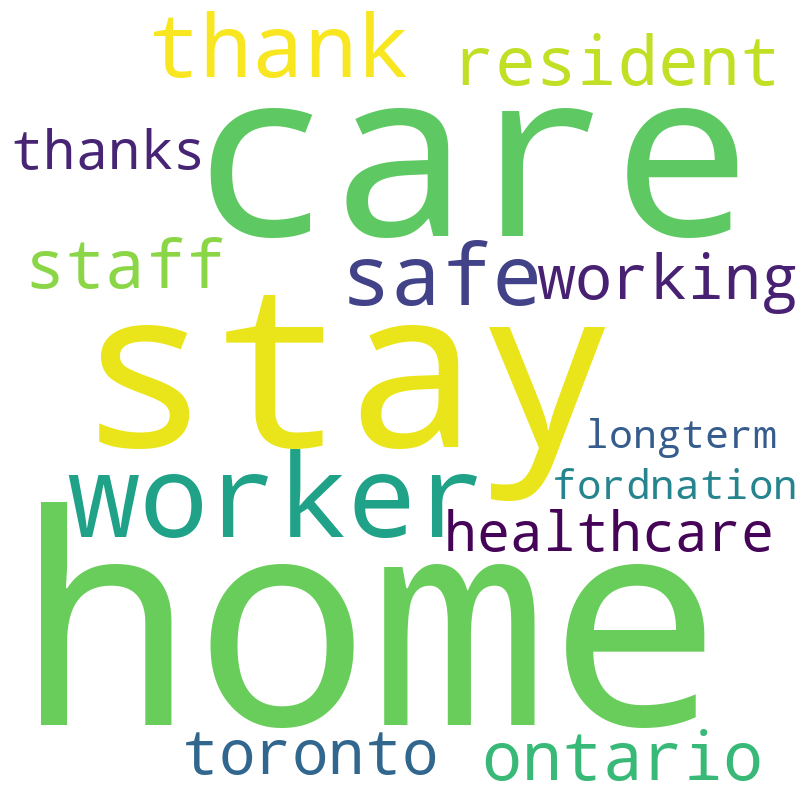 thank
resident
care
thanks
staff
safe
working
stay
longterm
worker
fordnation
healthcare
home
toronto
ontario